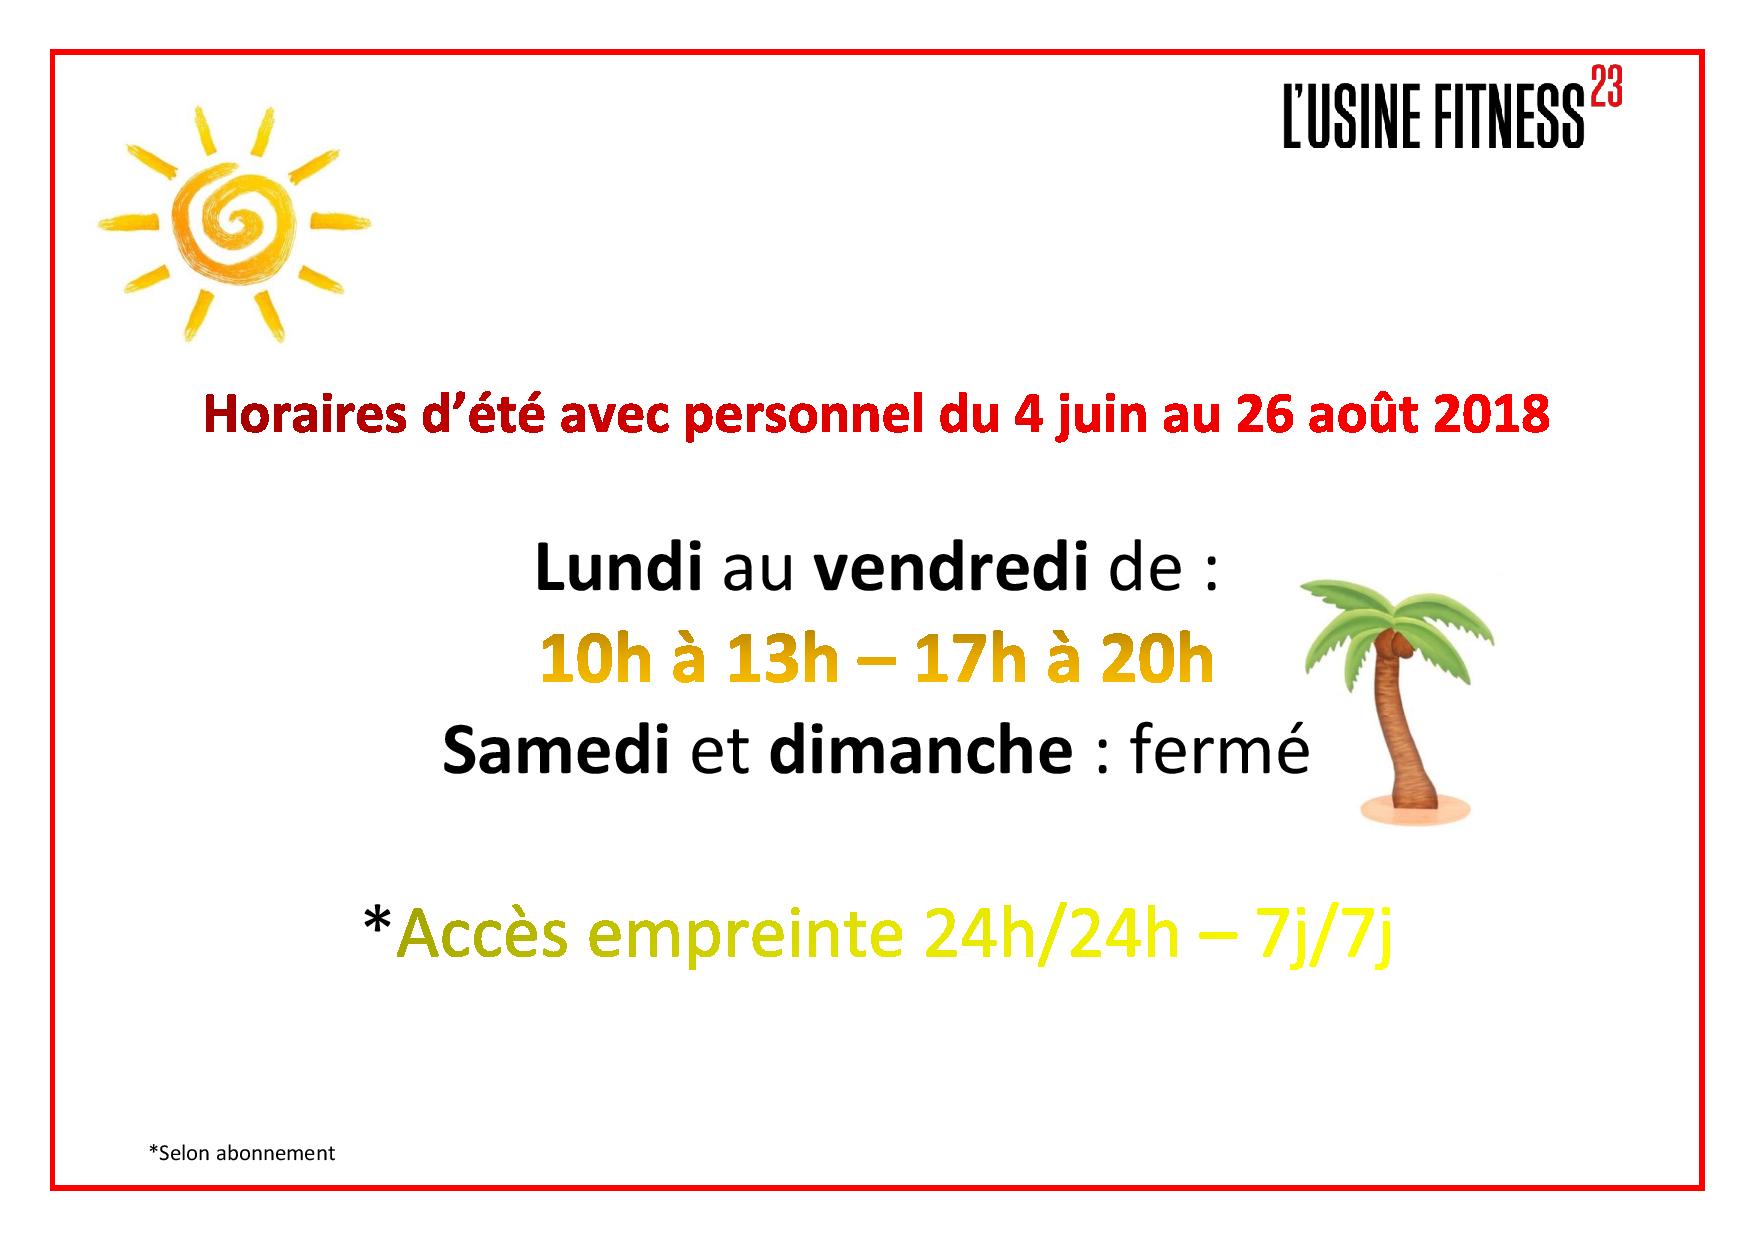 L'USINE FITNESS 23
Horaires d’été avec personnel du 4 juin au 26 août 2018
Lundi au vendredi de :
10h à 13h – 17h à 20h
Samedi et dimanche : fermé
*Accès empreinte 24h/24h – 7j/7j
*Selon abonnement